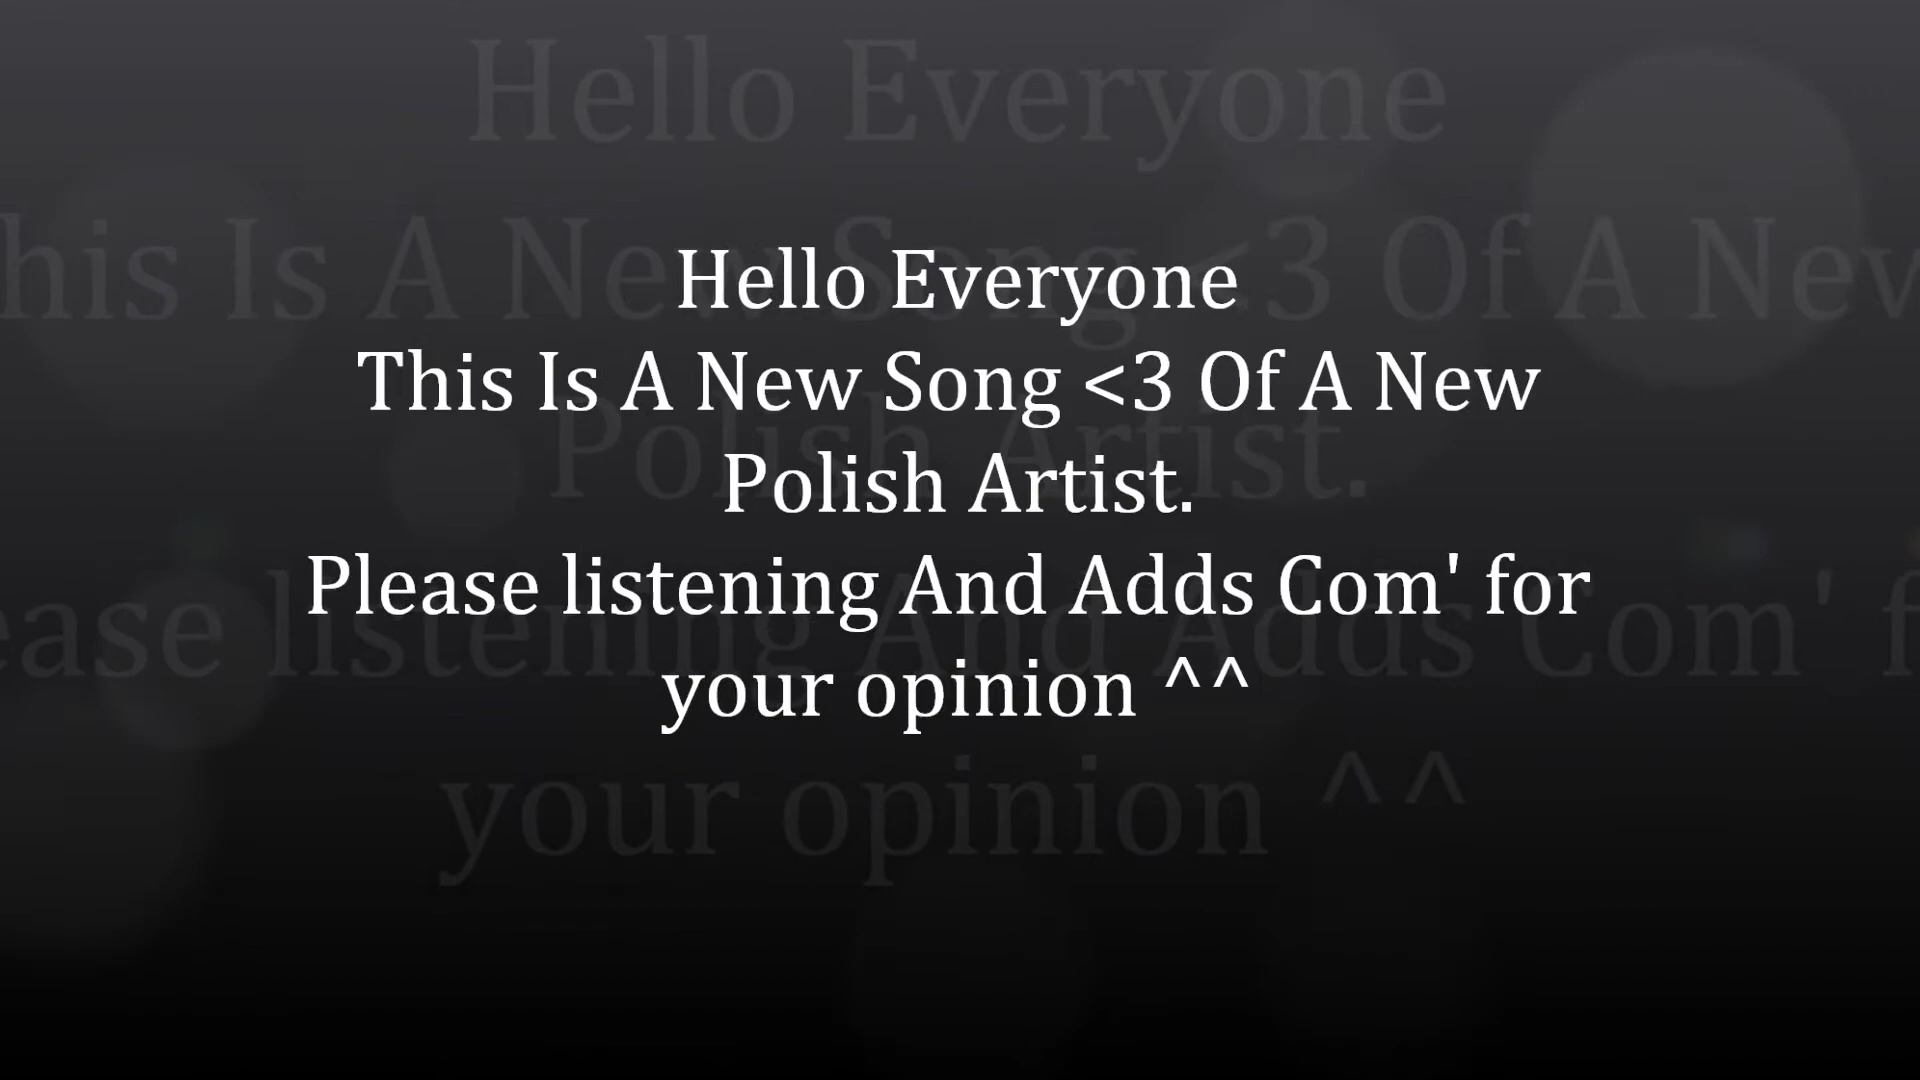 Hello Everyone
This Is A New Song <3 Of A New
Polish Artist.
Please listening And Adds Com' for
your opinion ^^